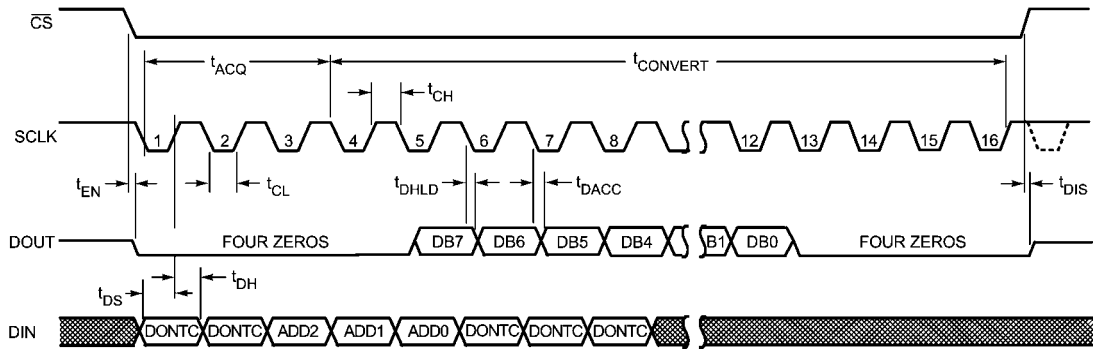 CS
tACQ
tCONVERT
tCH
SCLK
1 2 3 4 5 6 7 8 12 13 14 15 16
tEN
tCL
tDHLD
tDACC
tDIS
DOUT
FOUR ZEROS
DB7 DB6 DB5 DB4 B1 DB0
FOUR ZEROS
tDS
tDH
DIN
DONTC DONTC ADD2 ADD1 ADD0 DONTC DONTC DONTC